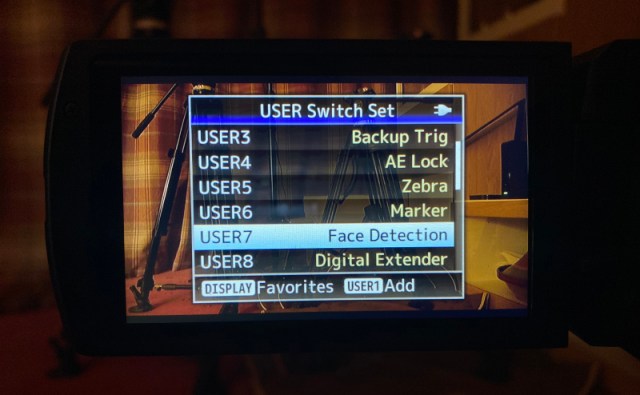 USER Switch Set
USER3 Backup Trig
USER4 AE Lock
USER5 Zebra
USER6 Marker
USER7 Face Detection
USER8 Digital Extender
DISPLAY Favorites USER1 Add